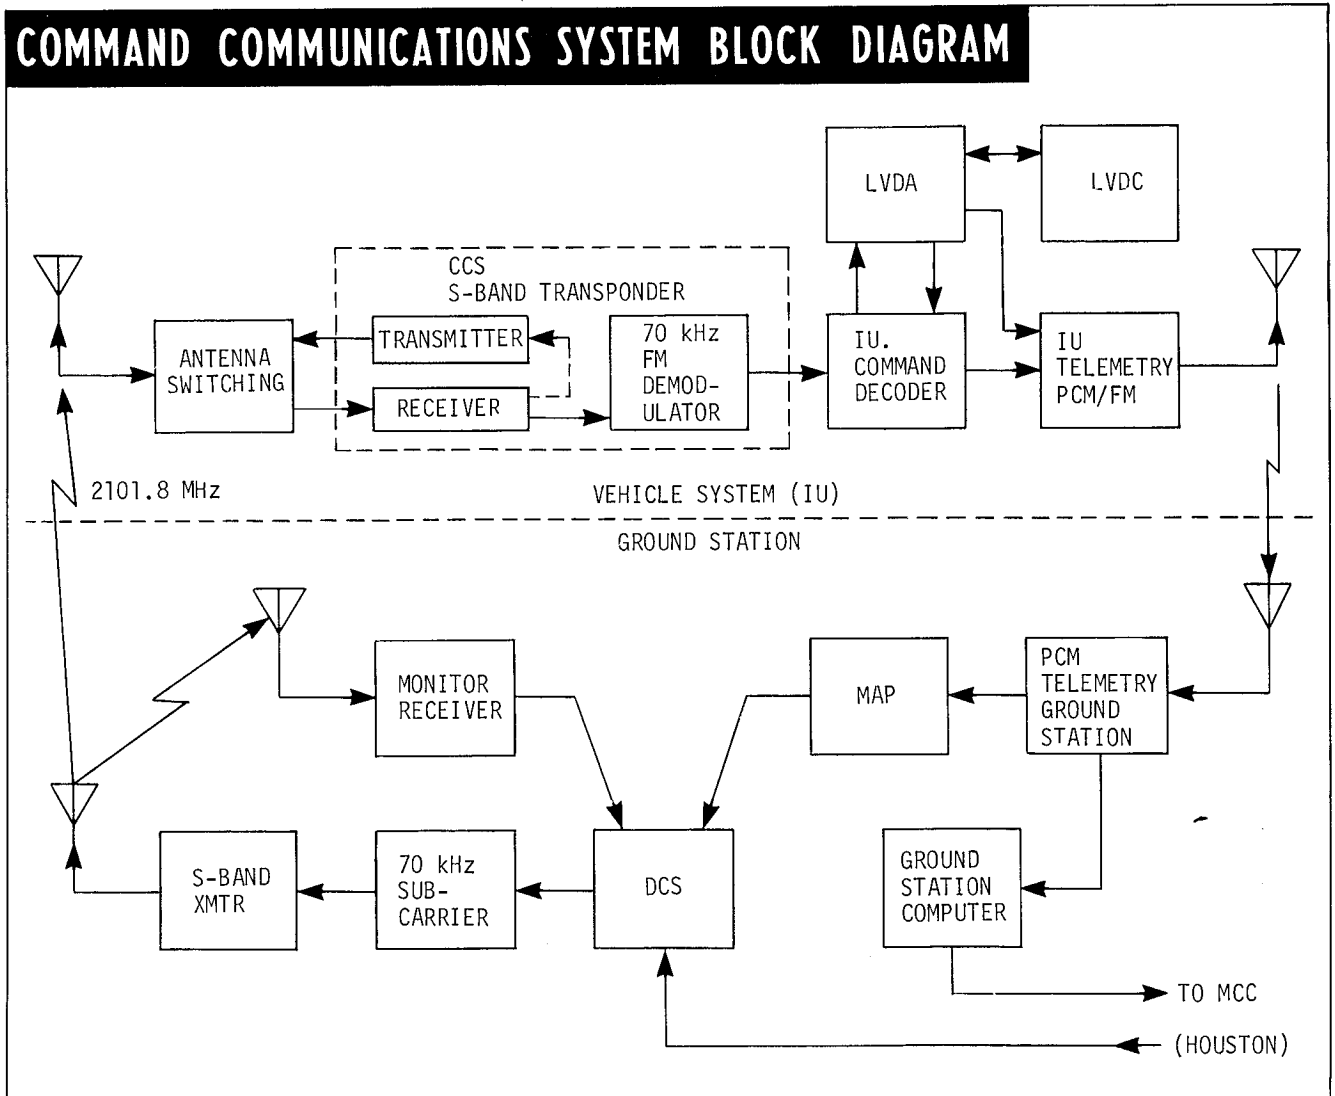 COMMAND COMMUNICATIONS SYSTEM BLOCK DIAGRAM
LVDA
LVDC
CCS
S-BAND TRANSPONDER
TRANSMITTER
RECEIVER
ANTENNA
SWITCHING
70 kHz
FM
DEMOD-
ULATOR
IU.
COMMAND
DECODER
IU
TELEMETRY
PCM/FM
2101.8 MHz
VEHICLE SYSTEM (IU)
GROUND STATION
MONITOR
RECEIVER
MAP
PCM
TELEMETRY
GROUND
STATION
S-BAND
XMTR
70 kHz
SUB-
CARRIER
DCS
GROUND
STATION
COMPUTER
TO MCC
(HOUSTON)